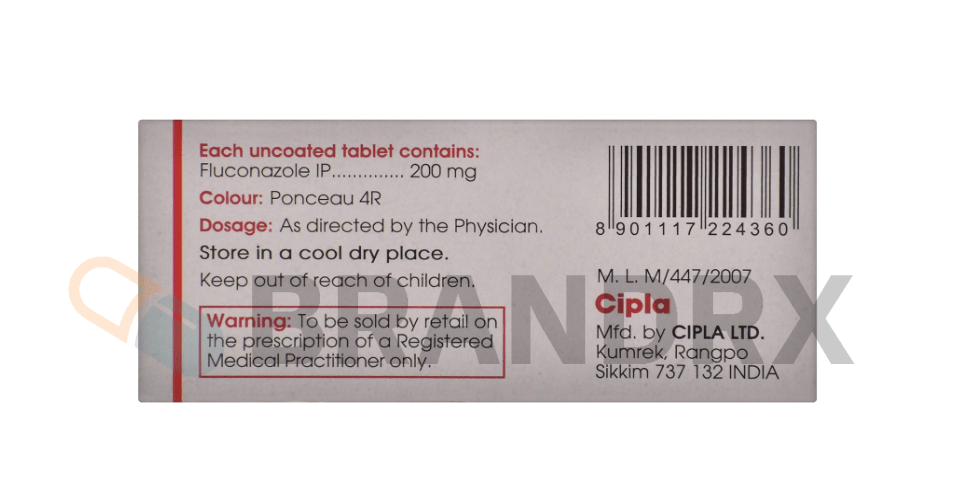 Each uncoated tablet contains:
Fluconazole IP.............. 200 mg
Colour: Ponceau 4R
Dosage: As directed by the Physician.
Store in a cool dry place.
Keep out of reach of children.
Warning: To be sold by retail on
the prescription of a Registered
Medical Practitioner only.
8 901117 224360
M. L. M/447/2007
Cipla
Mfd. by CIPLA LTD.
Kumrek, Rangpo
Sikkim 737 132 INDIA
BRANDRX